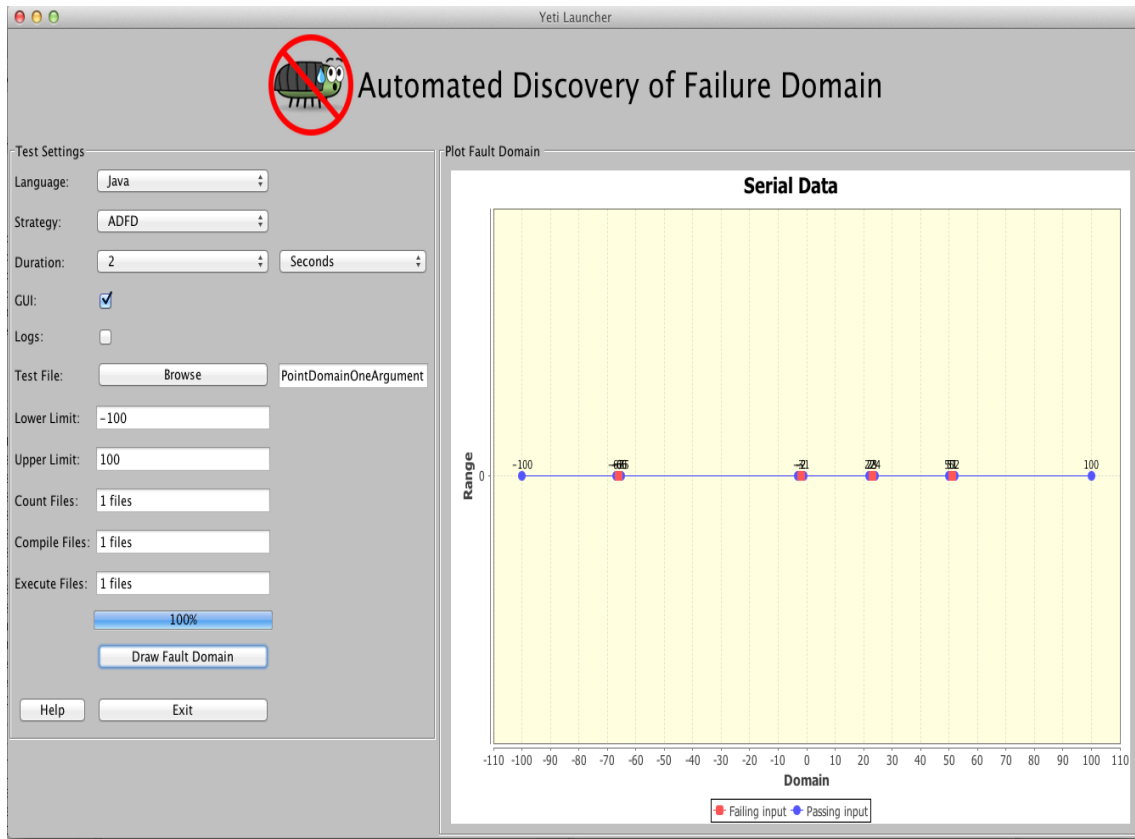 Yeti Launcher
Automated Discovery of Failure Domain
Test Settings
Language: Java
Strategy: ADFD
Duration: 2 Seconds
GUI:
Logs:
Test File: Browse PointDomainOneArgument
Lower Limit: -100
Upper Limit: 100
Count Files: 1 files
Compile Files: 1 files
Execute Files: 1 files
100%
Draw Fault Domain
Help Exit
Plot Fault Domain
Serial Data
-100 100
Range
0
-110 -100 -90 -80 -70 -60 -50 -40 -30 -20 -10 0 10 20 30 40 50 60 70 80 90 100 110
Domain
Failing input Passing input